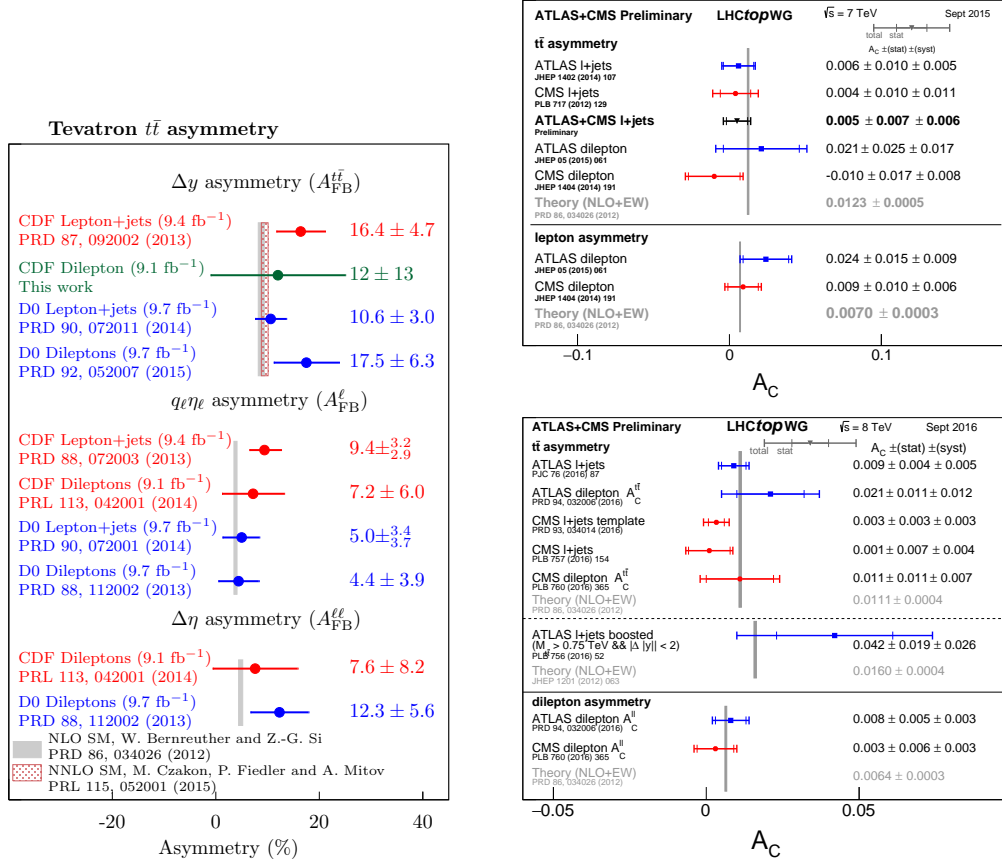 Tevatron tt̄ asymmetry
Δy asymmetry (A_FB^tt̄)
CDF Lepton+jets (9.4 fb⁻¹)
PRD 87, 092002 (2013)
16.4 ± 4.7
CDF Dilepton (9.1 fb⁻¹)
This work
12 ± 13
D0 Lepton+jets (9.7 fb⁻¹)
PRD 90, 072011 (2014)
10.6 ± 3.0
D0 Dileptons (9.7 fb⁻¹)
PRD 92, 052007 (2015)
17.5 ± 6.3
qℓηℓ asymmetry (A_FB^ℓ)
CDF Lepton+jets (9.4 fb⁻¹)
PRD 88, 072003 (2013)
9.4±3.2 2.9
CDF Dileptons (9.1 fb⁻¹)
PRL 113, 042001 (2014)
7.2 ± 6.0
D0 Lepton+jets (9.7 fb⁻¹)
PRD 90, 072001 (2014)
5.0±3.4 3.7
D0 Dileptons (9.7 fb⁻¹)
PRD 88, 112002 (2013)
4.4 ± 3.9
Δη asymmetry (A_FB^ℓℓ)
CDF Dileptons (9.1 fb⁻¹)
PRL 113, 042001 (2014)
7.6 ± 8.2
D0 Dileptons (9.7 fb⁻¹)
PRD 88, 112002 (2013)
12.3 ± 5.6
NLO SM, W. Bernreuther and Z.-G. Si
PRD 86, 034026 (2012)
NNLO SM, M. Czakon, P. Fiedler and A. Mitov
PRL 115, 052001 (2015)
-20 0 20 40
Asymmetry (%)
ATLAS+CMS Preliminary LHCtopWG √s = 7 TeV Sept 2015
total stat
tt̄ asymmetry A_C ±(stat) ±(syst)
ATLAS l+jets 0.006 ± 0.010 ± 0.005
JHEP 1402 (2014) 107
CMS l+jets 0.004 ± 0.010 ± 0.011
PLB 717 (2012) 129
ATLAS+CMS l+jets 0.005 ± 0.007 ± 0.006
Preliminary
ATLAS dilepton 0.021 ± 0.025 ± 0.017
JHEP 05 (2015) 061
CMS dilepton -0.010 ± 0.017 ± 0.008
JHEP 1404 (2014) 191
Theory (NLO+EW) 0.0123 ± 0.0005
PRD 86, 034026 (2012)
lepton asymmetry
ATLAS dilepton 0.024 ± 0.015 ± 0.009
JHEP 05 (2015) 061
CMS dilepton 0.009 ± 0.010 ± 0.006
JHEP 1404 (2014) 191
Theory (NLO+EW) 0.0070 ± 0.0003
PRD 86, 034026 (2012)
−0.1 0 0.1
A_C
ATLAS+CMS Preliminary LHCtopWG √s = 8 TeV Sept 2016
total stat
tt̄ asymmetry A_C ±(stat) ±(syst)
ATLAS l+jets 0.009 ± 0.004 ± 0.005
PJC 76 (2016) 87
ATLAS dilepton A_C^tt̄ 0.021 ± 0.011 ± 0.012
PRD 94, 032006 (2016)
CMS l+jets template 0.003 ± 0.003 ± 0.003
PRD 93, 034014 (2016)
CMS l+jets 0.001 ± 0.007 ± 0.004
PLB 757 (2016) 154
CMS dilepton A_C^tt̄ 0.011 ± 0.011 ± 0.007
PLB 760 (2016) 365
Theory (NLO+EW) 0.0111 ± 0.0004
PRD 86, 034026 (2012)
ATLAS l+jets boosted 0.042 ± 0.019 ± 0.026
(M_tt̄ > 0.75 TeV && |Δ |y|| < 2)
PLB 756 (2016) 52
Theory (NLO+EW) 0.0160 ± 0.0004
JHEP 1201 (2012) 063
dilepton asymmetry
ATLAS dilepton A_C^ll 0.008 ± 0.005 ± 0.003
PRD 94, 032006 (2016)
CMS dilepton A_C^ll 0.003 ± 0.006 ± 0.003
PLB 760 (2016) 365
Theory (NLO+EW) 0.0064 ± 0.0003
PRD 86, 034026 (2012)
−0.05 0 0.05
A_C